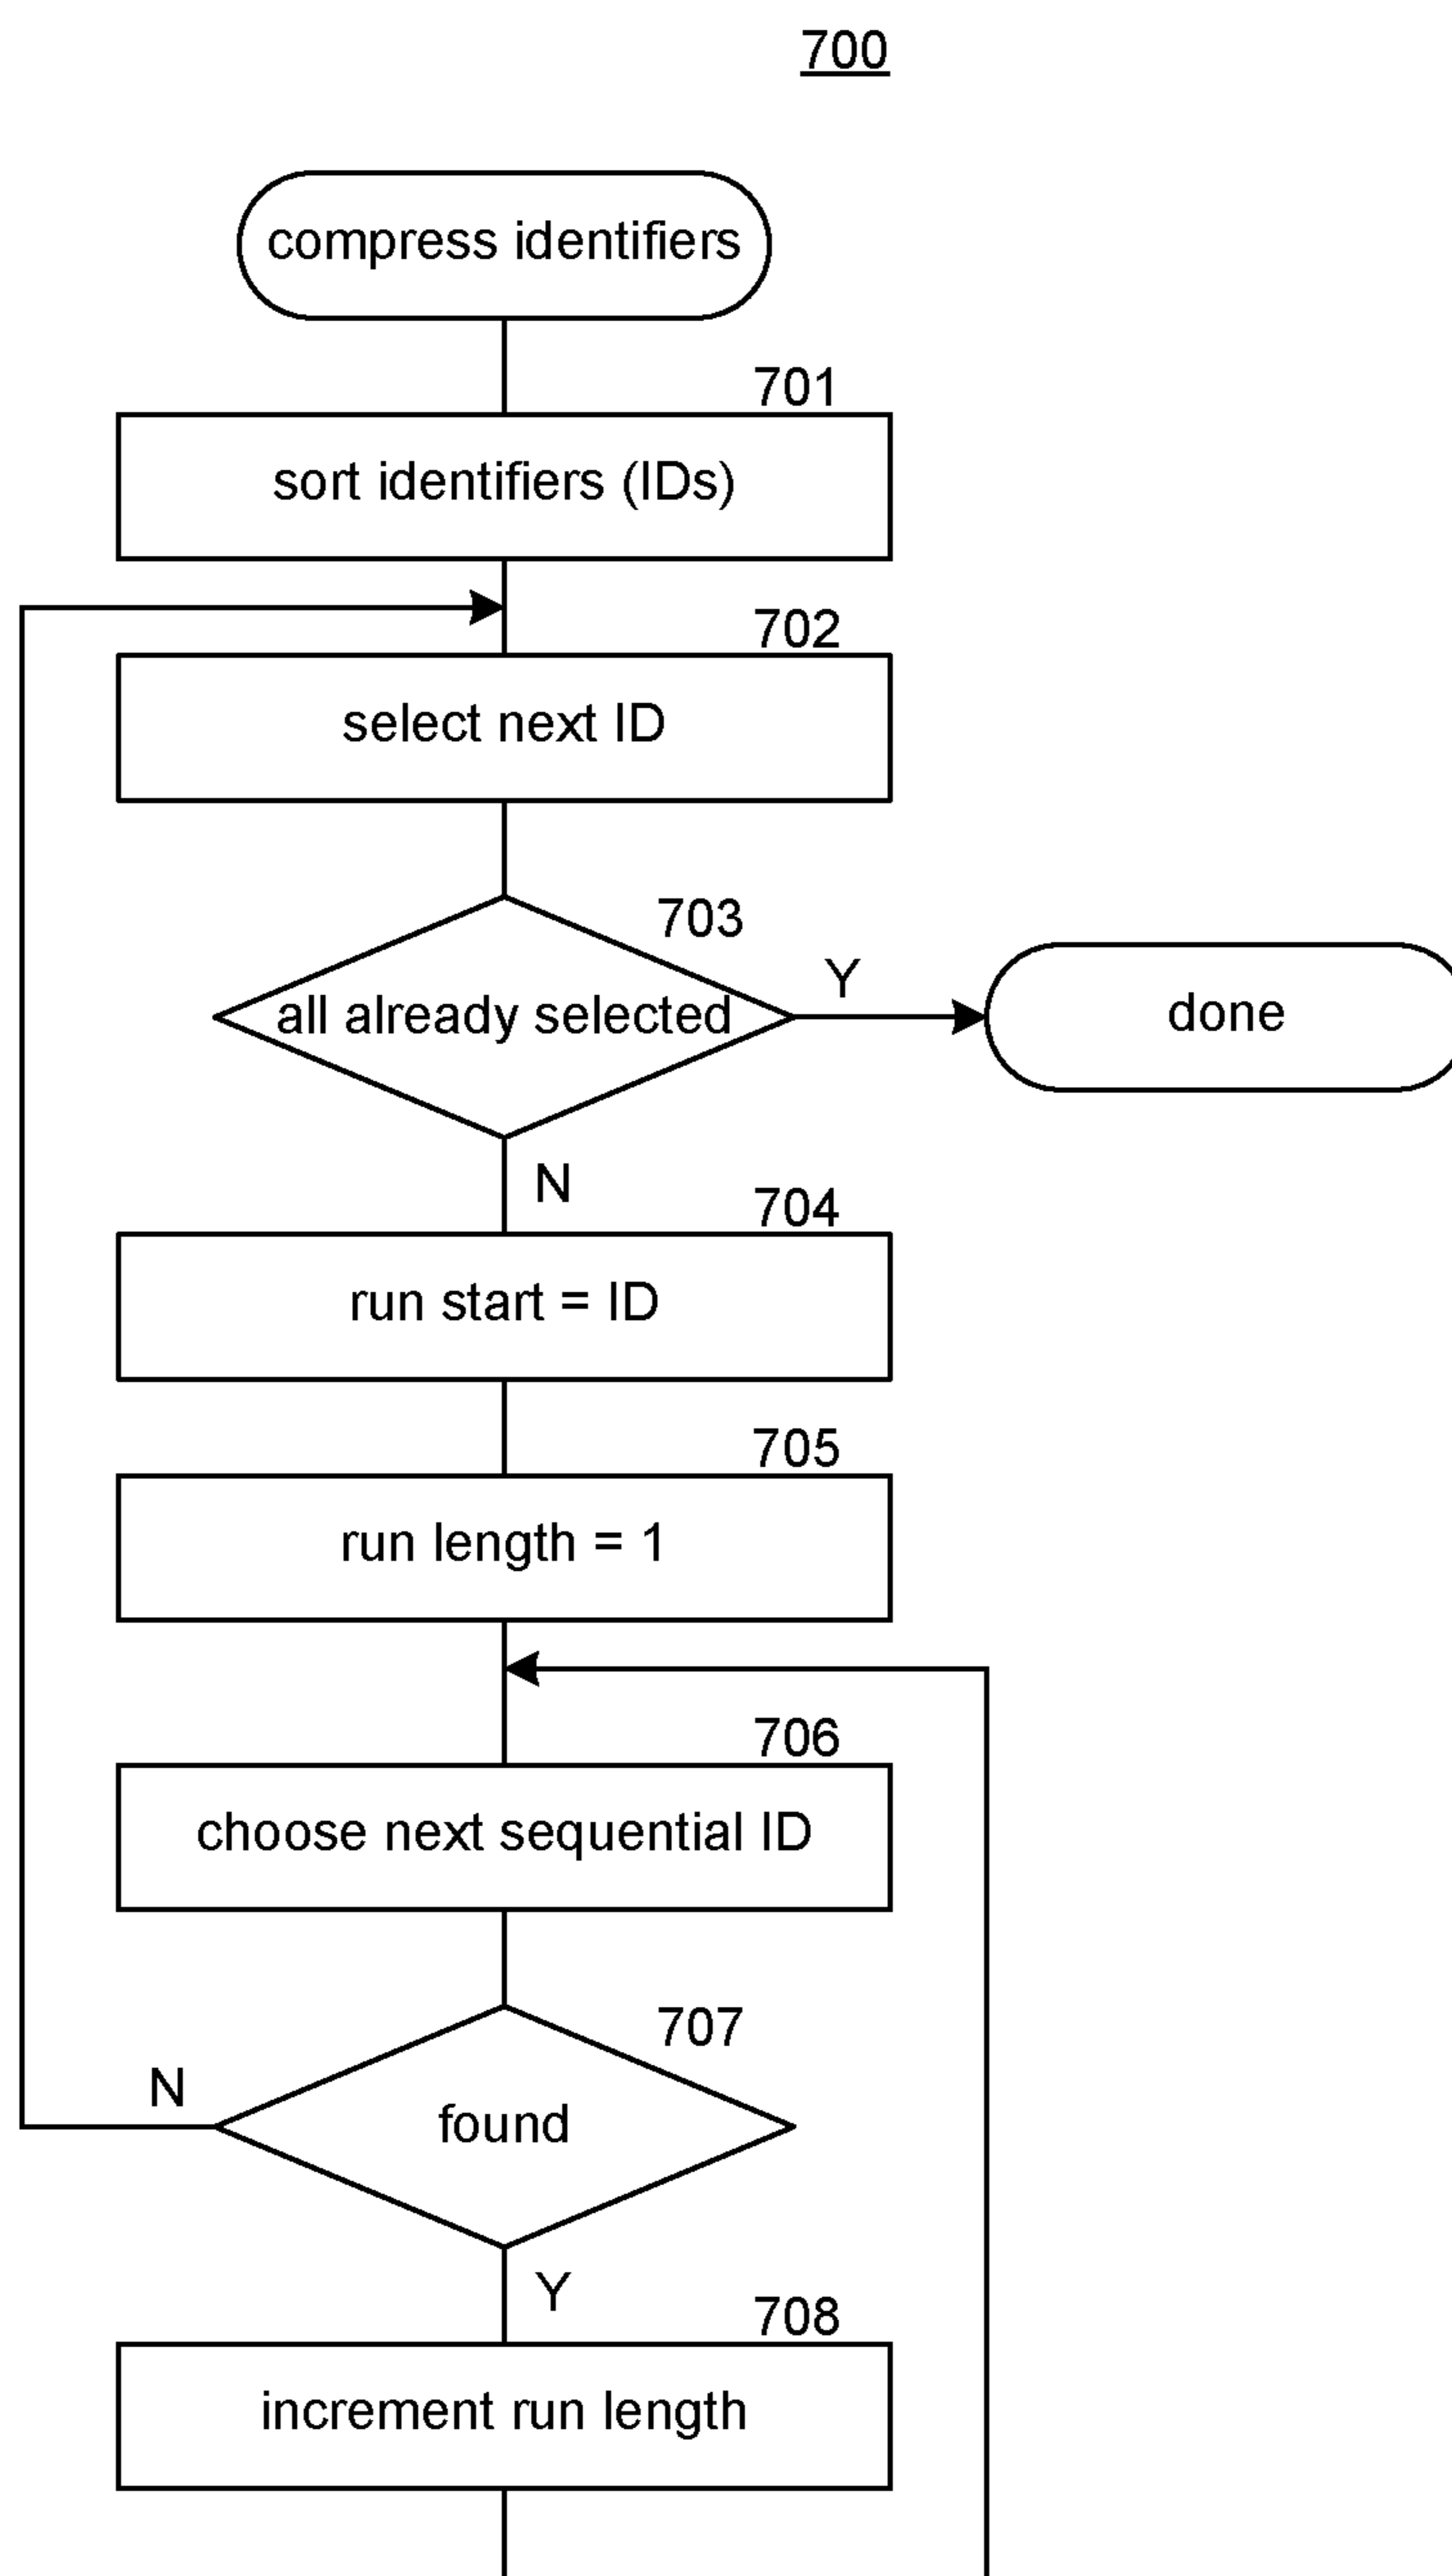 700
compress identifiers
701
sort identifiers (IDs)
702
select next ID
703
all already selected
Y
done
N
704
run start = ID
705
run length = 1
706
choose next sequential ID
707
N
found
Y
708
increment run length